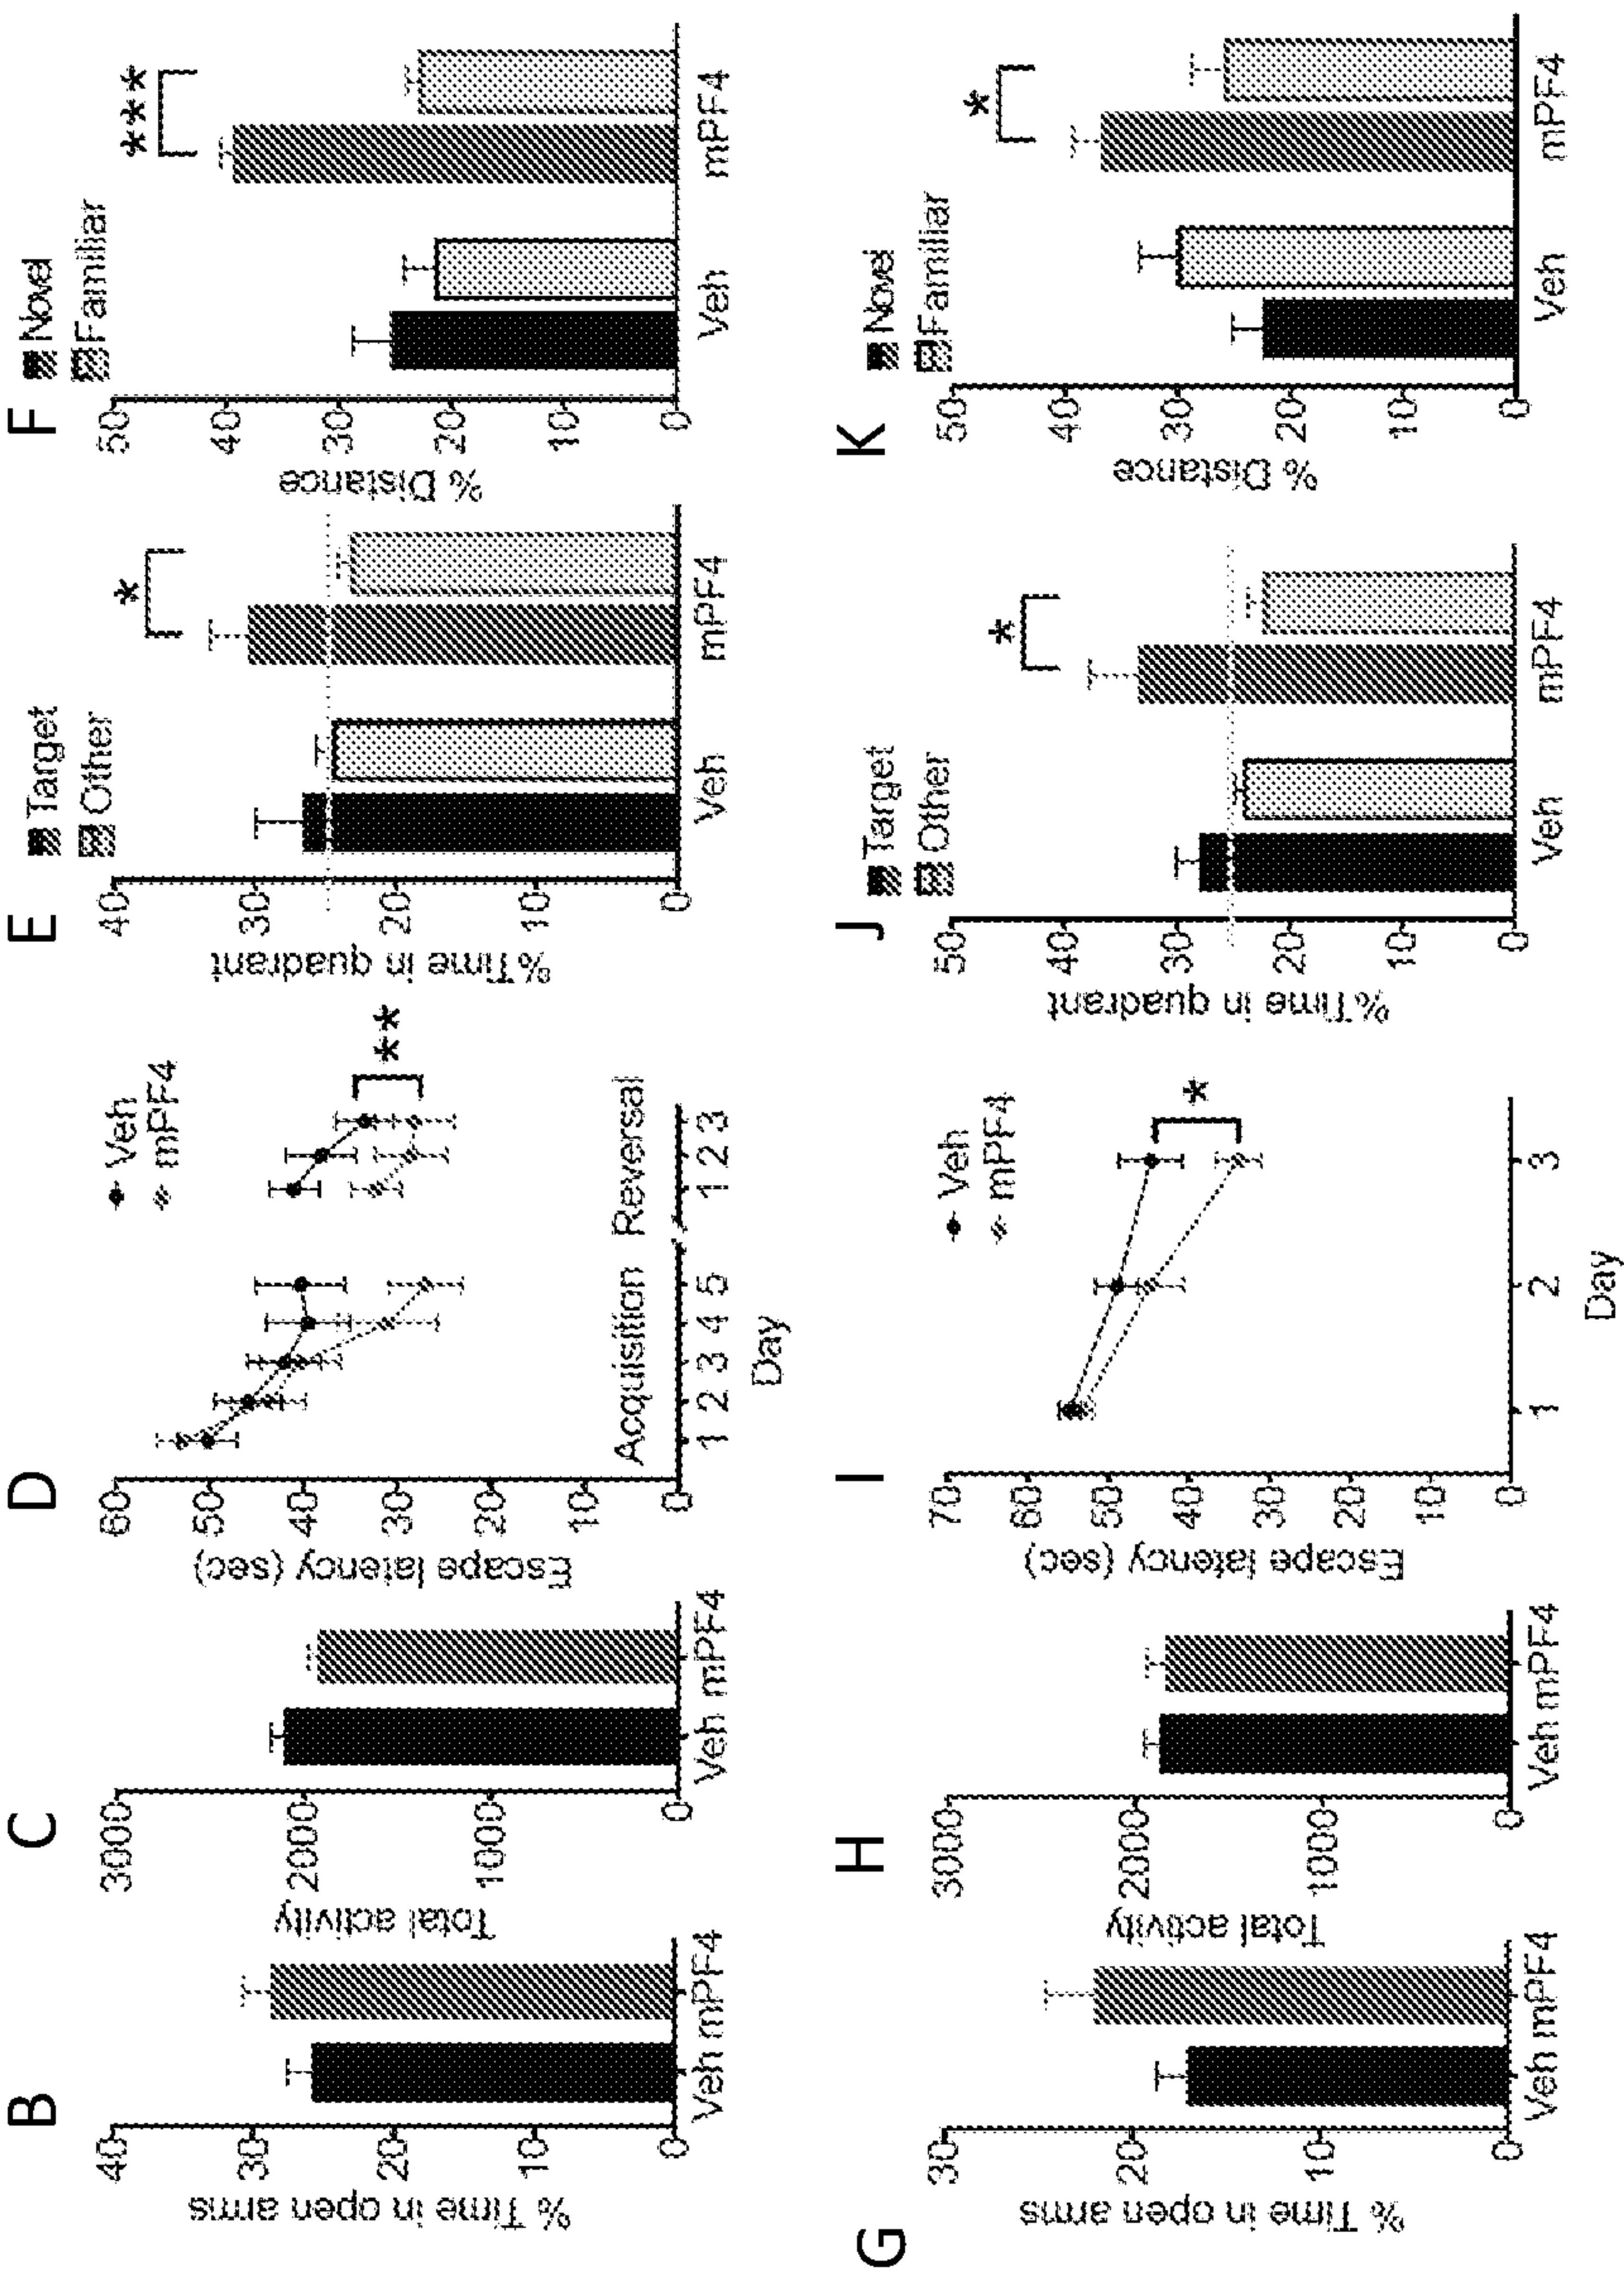 B
% Time in open arms
40
30
20
10
0
Veh mPF4
C
Total activity
3000
2000
1000
0
Veh mPF4
D
Escape latency (sec)
60
50
40
30
20
10
0
Veh
mPF4
**
Acquisition Reversal
1 2 3 4 5 1 2 3
Day
E
%Time in quadrant
40
30
20
10
0
Target
Other
*
Veh mPF4
F
% Distance
50
40
30
20
10
0
Novel
Familiar
***
Veh mPF4
G
% Time in open arms
30
20
10
0
Veh mPF4
H
Total activity
3000
2000
1000
0
Veh mPF4
I
Escape latency (sec)
70
60
50
40
30
20
10
0
Veh
mPF4
*
1 2 3
Day
J
%Time in quadrant
50
40
30
20
10
0
Target
Other
*
Veh mPF4
K
% Distance
50
40
30
20
10
0
Novel
Familiar
*
Veh mPF4